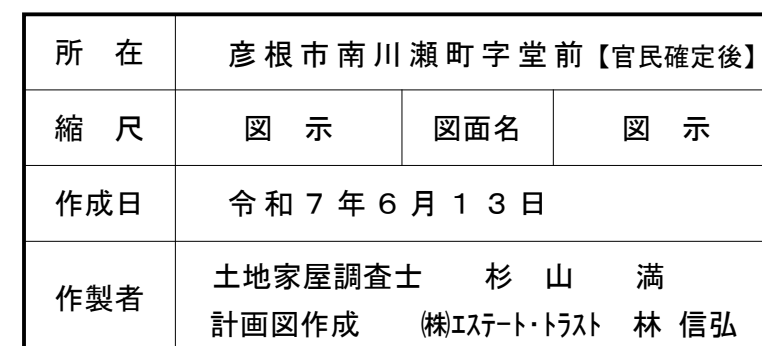 所 在 彦根市南川瀬町字堂前【官民確定後】
縮 尺 図 示 図面名 図 示
作成日 令和７年６月１３日
作製者 土地家屋調査士 杉 山 満
計画図作成 ㈱ｴｽﾃｰﾄ・ﾄﾗｽﾄ 林 信弘